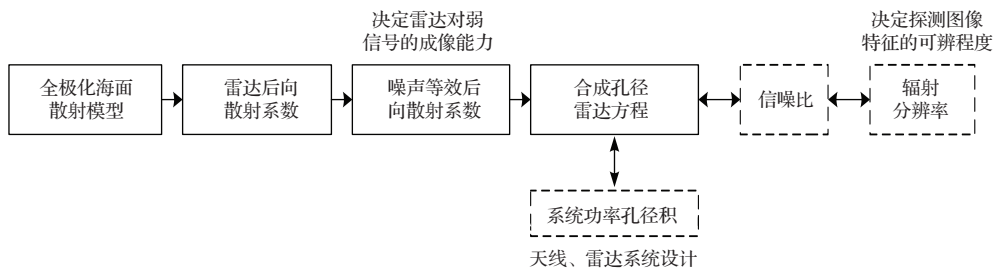 决定雷达对弱
信号的成像能力
决定探测图像
特征的可辨程度
全极化海面
散射模型
雷达后向
散射系数
噪声等效后
向散射系数
合成孔径
雷达方程
信噪比
辐射
分辨率
系统功率孔径积
天线、雷达系统设计